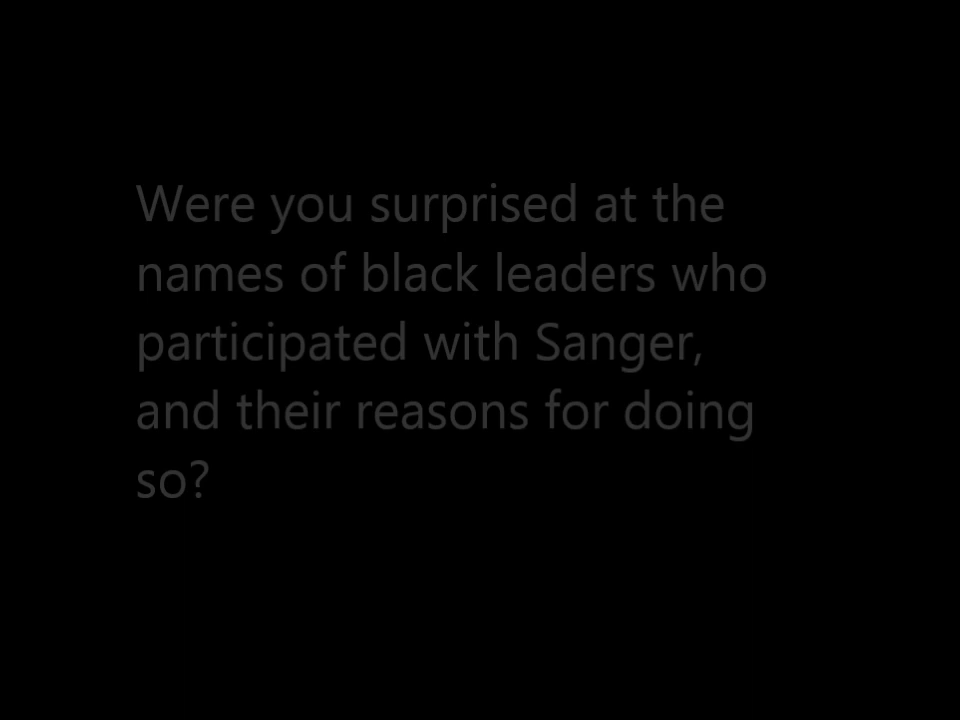 Were you surprised at the
names of black leaders who
participated with Sanger,
and their reasons for doing
so?